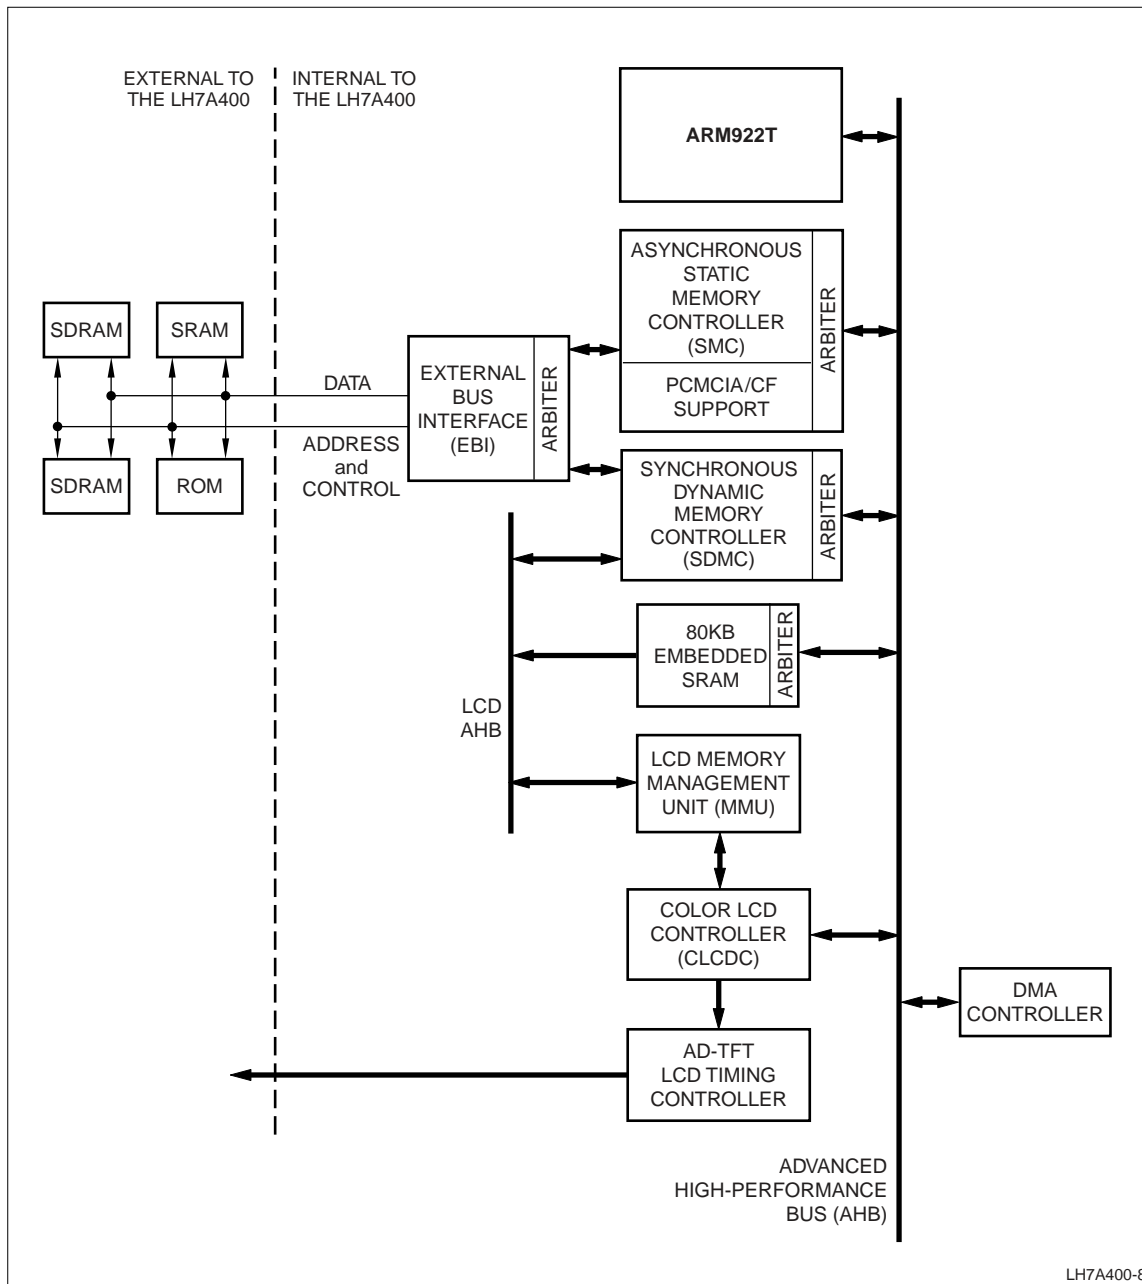 EXTERNAL TO
THE LH7A400
INTERNAL TO
THE LH7A400
ARM922T
ASYNCHRONOUS
STATIC
MEMORY
CONTROLLER
(SMC)
PCMCIA/CF
SUPPORT
ARBITER
SDRAM
SRAM
SDRAM
ROM
DATA
ADDRESS
and
CONTROL
EXTERNAL
BUS
INTERFACE
(EBI)
ARBITER
SYNCHRONOUS
DYNAMIC
MEMORY
CONTROLLER
(SDMC)
ARBITER
80KB
EMBEDDED
SRAM
ARBITER
LCD
AHB
LCD MEMORY
MANAGEMENT
UNIT (MMU)
COLOR LCD
CONTROLLER
(CLCDC)
DMA
CONTROLLER
AD-TFT
LCD TIMING
CONTROLLER
ADVANCED
HIGH-PERFORMANCE
BUS (AHB)
LH7A400-8